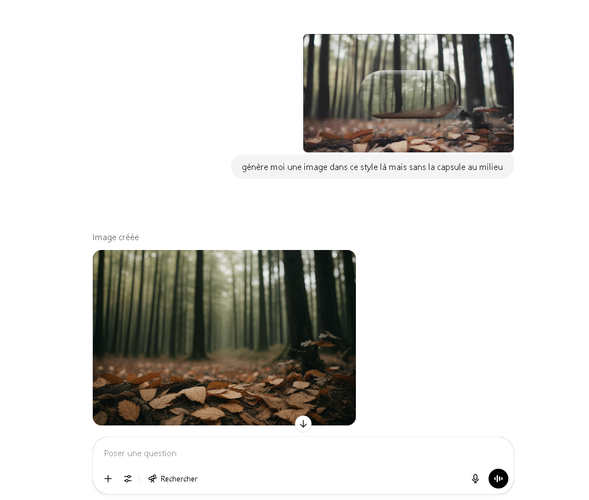 génère moi une image dans ce style là mais sans la capsule au milieu
Image créée
Poser une question
Rechercher